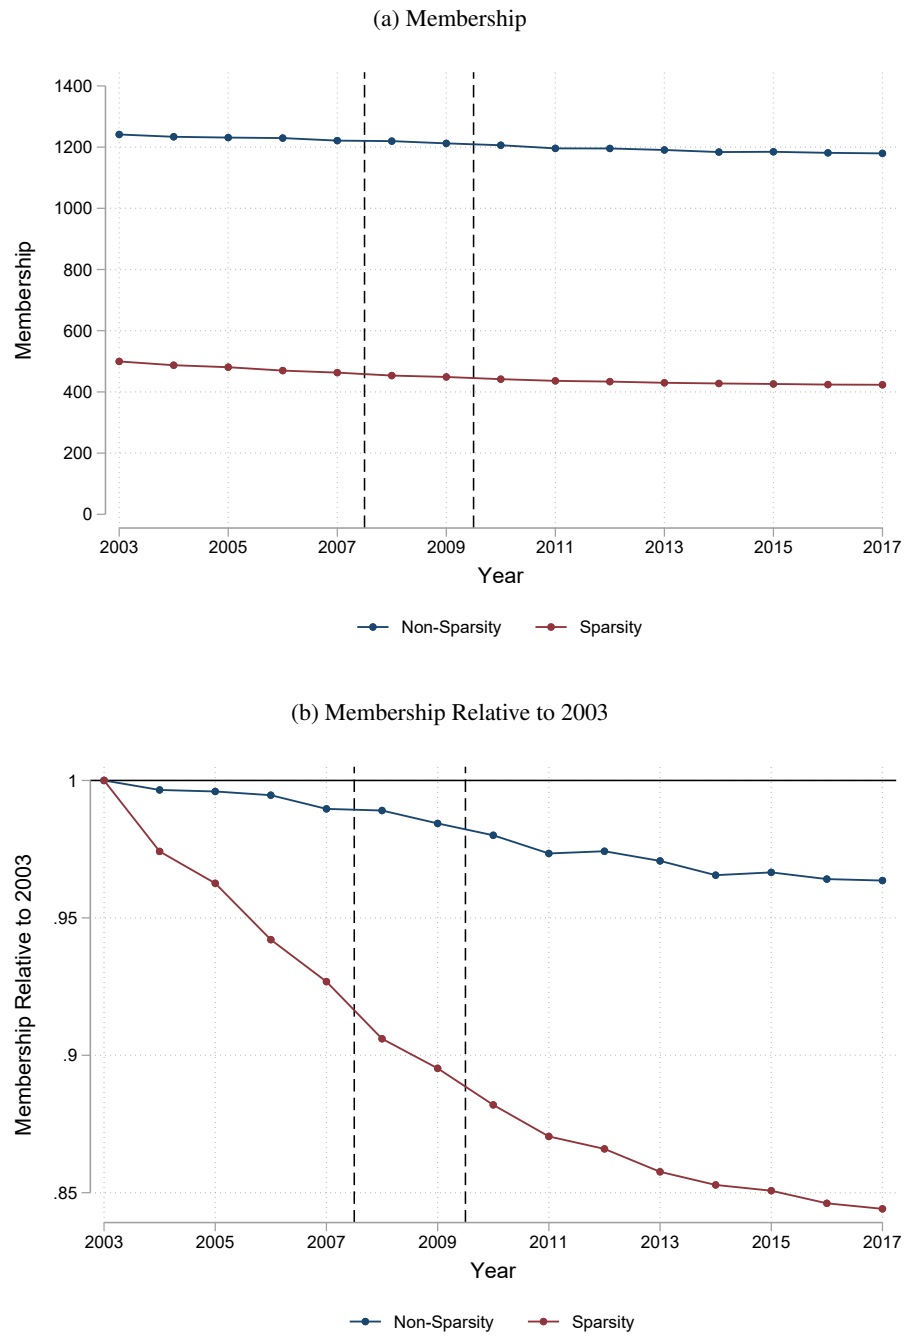 (a) Membership
1400
1200
1000
800
600
400
200
0
Membership
2003 2005 2007 2009 2011 2013 2015 2017
Year
Non-Sparsity Sparsity
(b) Membership Relative to 2003
1
.95
.9
.85
Membership Relative to 2003
2003 2005 2007 2009 2011 2013 2015 2017
Year
Non-Sparsity Sparsity